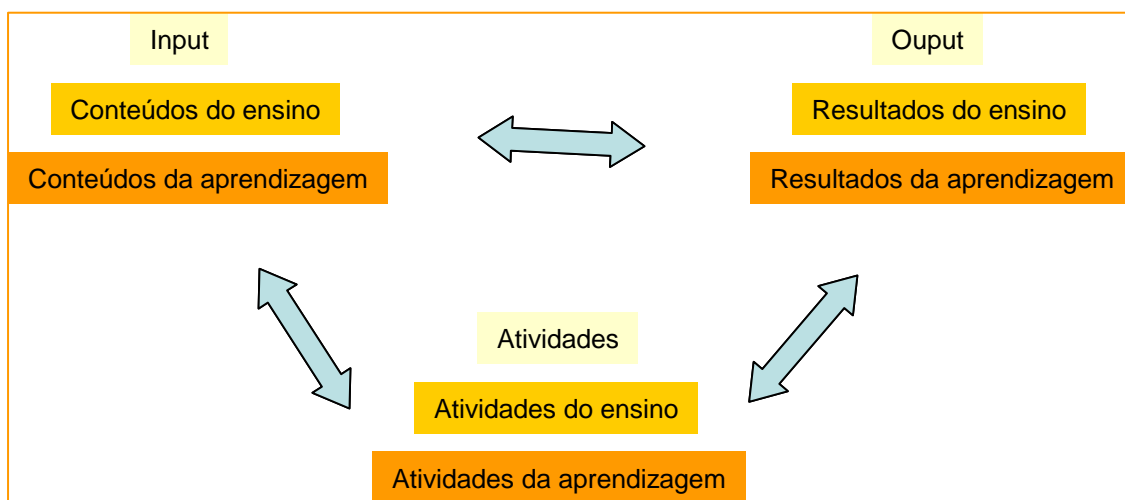 Input
Conteúdos do ensino
Conteúdos da aprendizagem
Ouput
Resultados do ensino
Resultados da aprendizagem
Atividades
Atividades do ensino
Atividades da aprendizagem